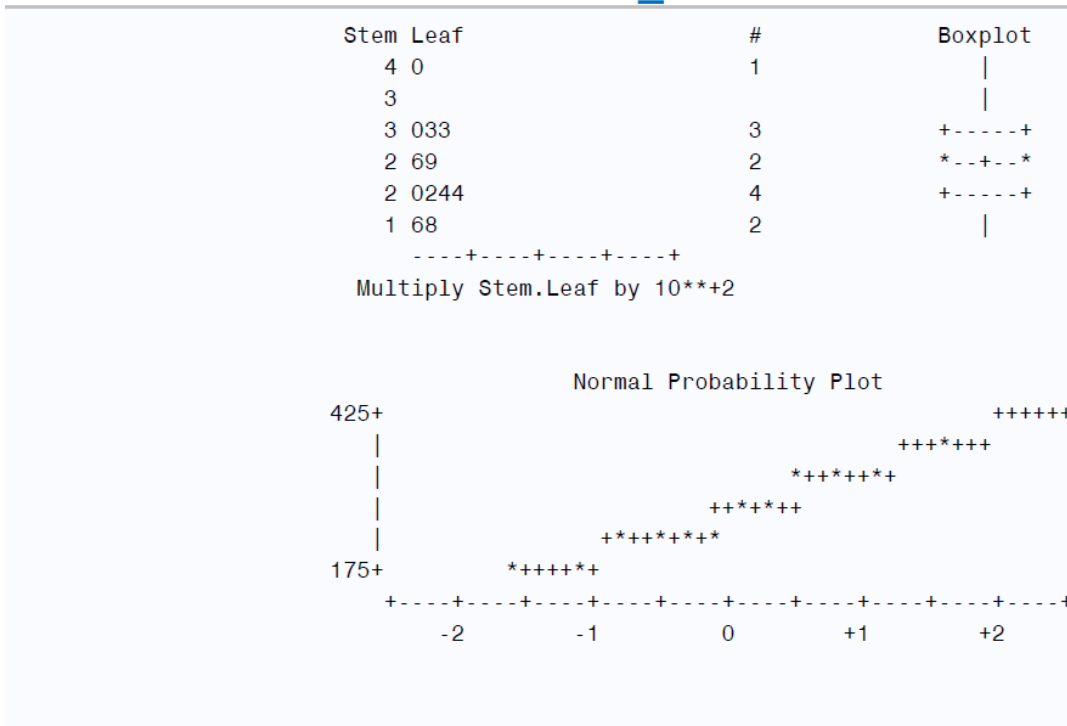 Stem Leaf                     #             Boxplot
   4 0                        1                |
   3                                           |
   3 033                      3             +-----+
   2 69                       2             *--+--*
   2 0244                     4             +-----+
   1 68                       2                |
     ----+----+----+----+
 Multiply Stem.Leaf by 10**+2
                  Normal Probability Plot
425+                                             ++++++
   |                                      +++*+++
   |                              *++*++*+
   |                        ++*+*++
   |                +*++*+*+*
175+         *++++*+
    +----+----+----+----+----+----+----+----+----+----+
        -2        -1         0        +1        +2